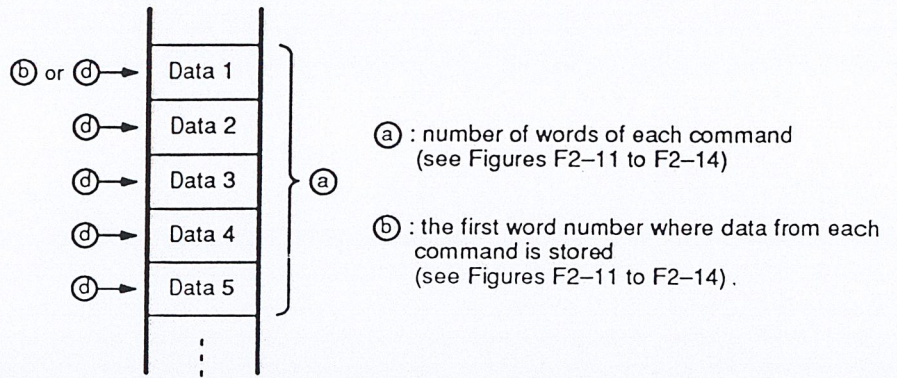 ⓑ or ⓓ Data 1
ⓓ Data 2
ⓓ Data 3
ⓓ Data 4
ⓓ Data 5
ⓐ
ⓐ : number of words of each command
(see Figures F2–11 to F2–14)
ⓑ : the first word number where data from each
command is stored
(see Figures F2–11 to F2–14) .